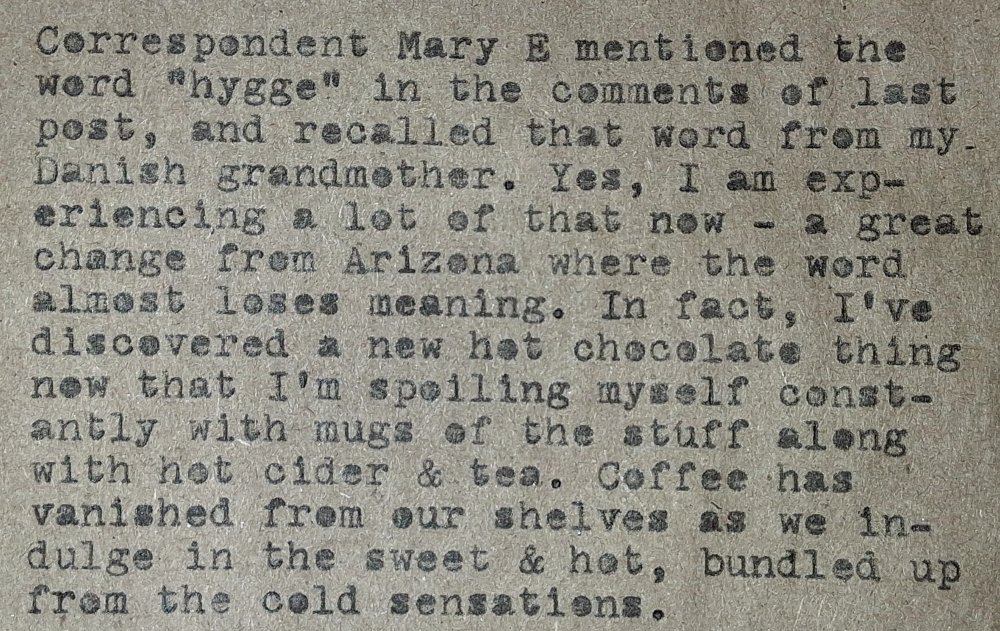 Correspondent Mary E mentioned the
word "hygge" in the comments of last
post, and recalled that word from my
Danish grandmother. Yes, I am exp-
eriencing a lot of that now - a great
change from Arizona where the word
almost loses meaning. In fact, I've
discovered a new hot chocolate thing
now that I'm spoiling myself const-
antly with mugs of the stuff along
with hot cider & tea. Coffee has
vanished from our shelves as we in-
dulge in the sweet & hot, bundled up
from the cold sensations.